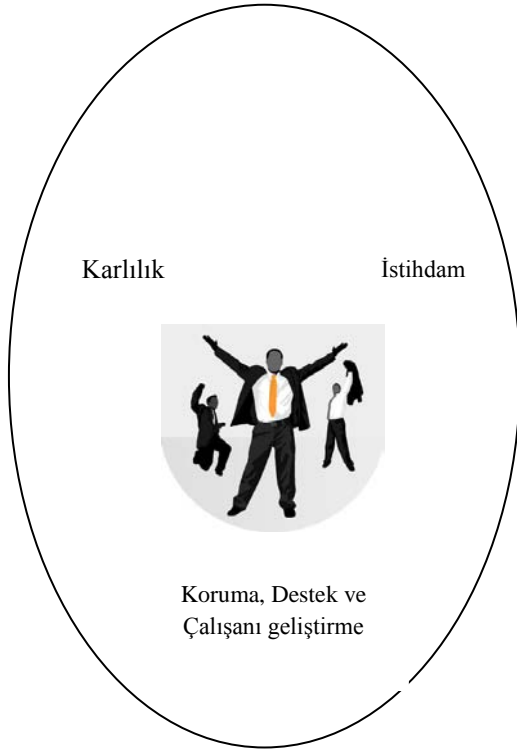 Karlılık
İstihdam
Koruma, Destek ve
Çalışanı geliştirme